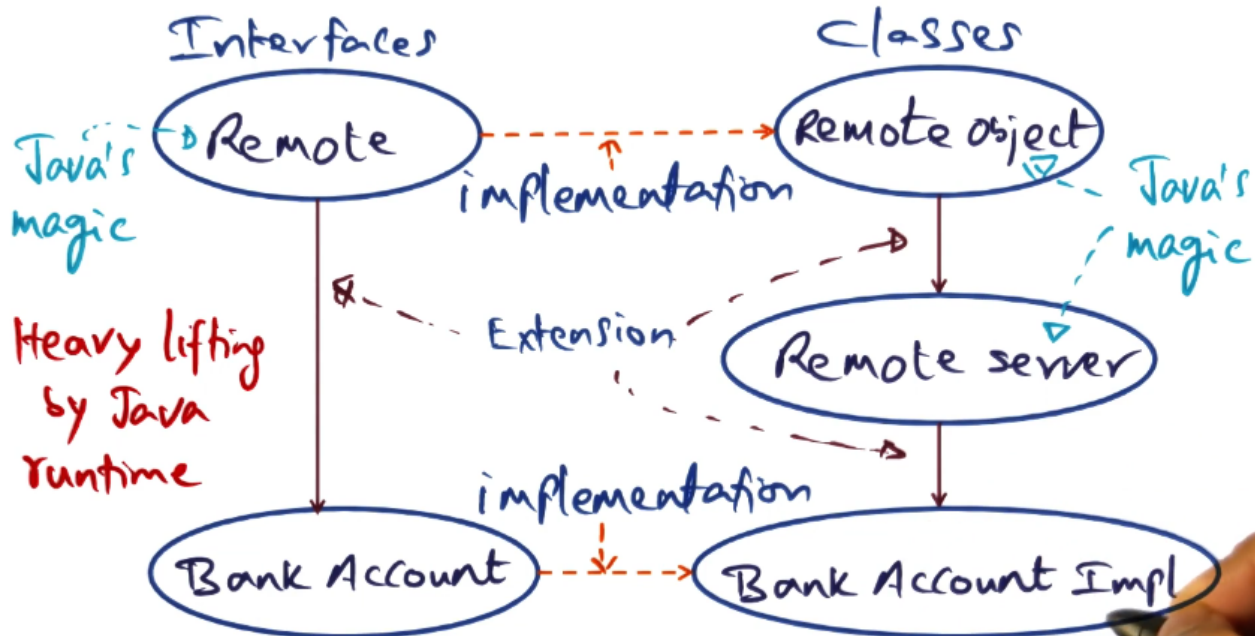 Interfaces
Classes
Remote
Remote object
Java's
magic
implementation
Java's
magic
Extension
Heavy lifting
by Java
runtime
Remote server
implementation
Bank Account
Bank Account Impl